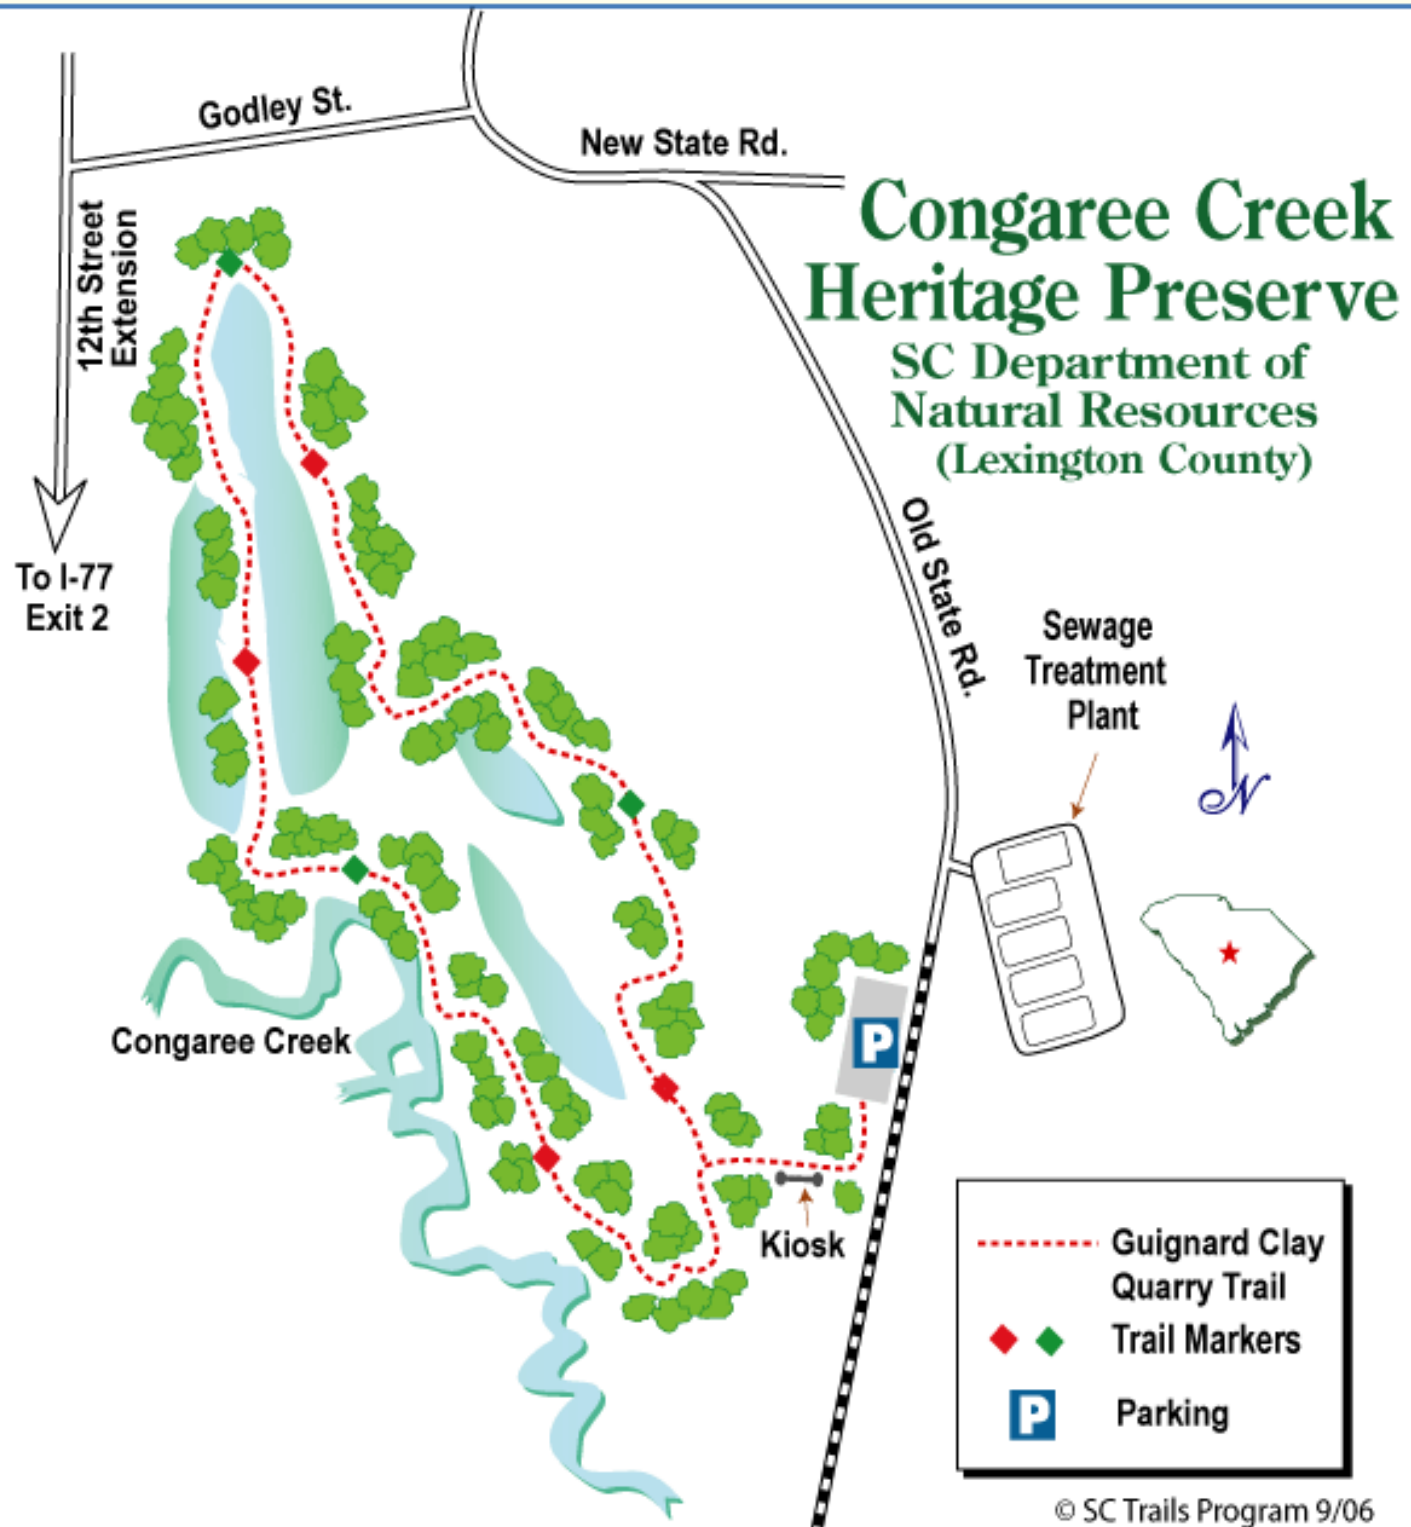 Godley St.
New State Rd.
12th Street
Extension
Congaree Creek
Heritage Preserve
SC Department of
Natural Resources
(Lexington County)
Old State Rd.
To I-77
Exit 2
Sewage
Treatment
Plant
N
P
Congaree Creek
Kiosk
Guignard Clay
Quarry Trail
Trail Markers
P Parking
© SC Trails Program 9/06